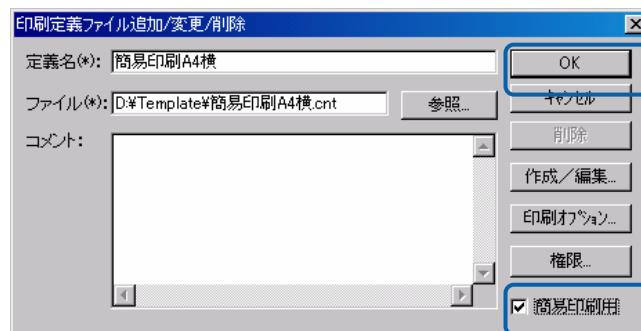 印刷定義ファイル追加/変更/削除
定義名(*): 簡易印刷A4横
ファイル(*): D:¥Template¥簡易印刷A4横.cnt 参照...
コメント:
OK
キャンセル
削除
作成／編集...
印刷オプション...
権限...
簡易印刷用